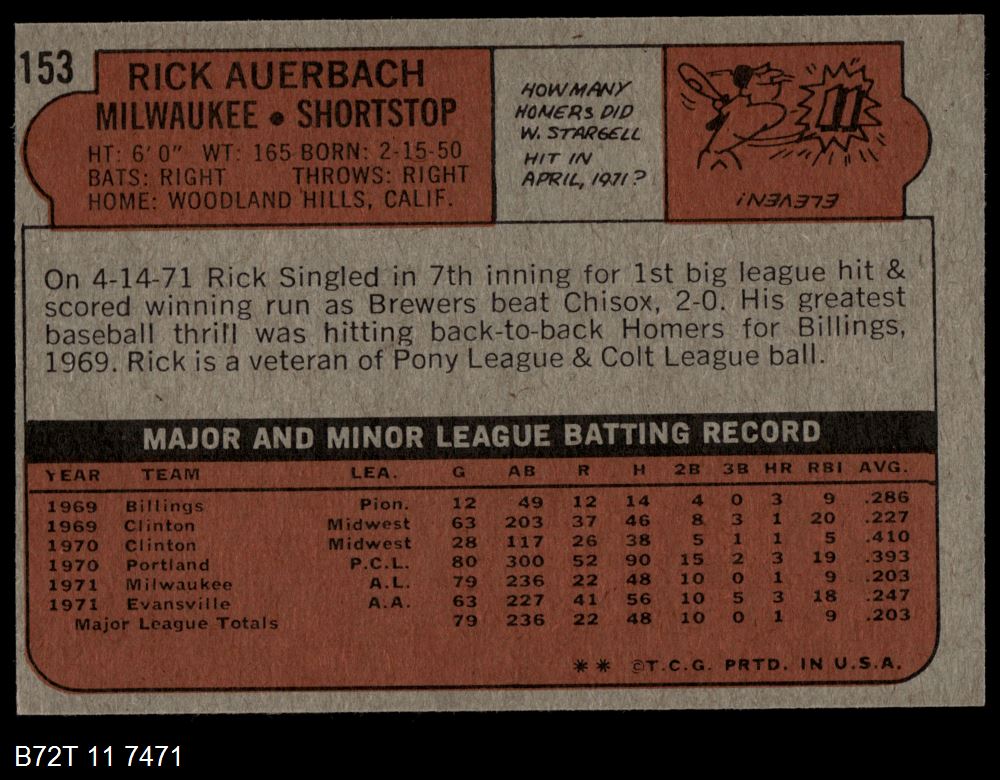 153
RICK AUERBACH
MILWAUKEE • SHORTSTOP
HT: 6'0" WT: 165 BORN: 2-15-50
BATS: RIGHT THROWS: RIGHT
HOME: WOODLAND HILLS, CALIF.
HOW MANY
HOMERS DID
W. STARGELL
HIT IN
APRIL, 1971?
11
ELEVEN!
On 4-14-71 Rick Singled in 7th inning for 1st big league hit &
scored winning run as Brewers beat Chisox, 2-0. His greatest
baseball thrill was hitting back-to-back Homers for Billings,
1969. Rick is a veteran of Pony League & Colt League ball.
MAJOR AND MINOR LEAGUE BATTING RECORD
YEAR TEAM LEA. G AB R H 2B 3B HR RBI AVG.
1969 Billings Pion. 12 49 12 14 4 0 3 9 .286
1969 Clinton Midwest 63 203 37 46 8 3 1 20 .227
1970 Clinton Midwest 28 117 26 38 5 1 1 5 .410
1970 Portland P.C.L. 80 300 52 90 15 2 3 19 .393
1971 Milwaukee A.L. 79 236 22 48 10 0 1 9 .203
1971 Evansville A.A. 63 227 41 56 10 5 3 18 .247
Major League Totals 79 236 22 48 10 0 1 9 .203
** ©T.C.G. PRTD. IN U.S.A.
B72T 11 7471